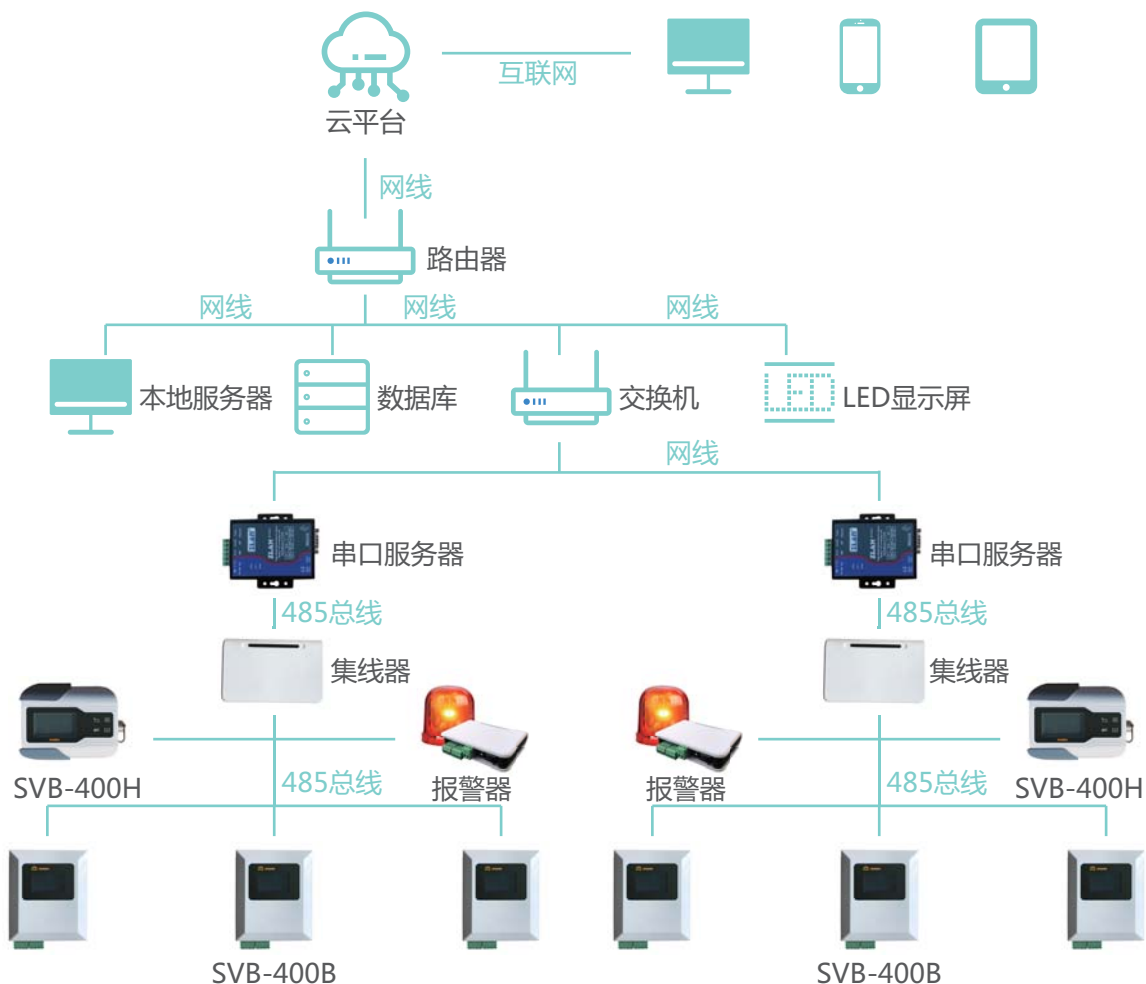 互联网
云平台
网线
路由器
网线
网线
网线
本地服务器
数据库
交换机
LED显示屏
网线
串口服务器
串口服务器
485总线
485总线
集线器
集线器
SVB-400H
485总线
报警器
报警器
485总线
SVB-400H
SVB-400B
SVB-400B